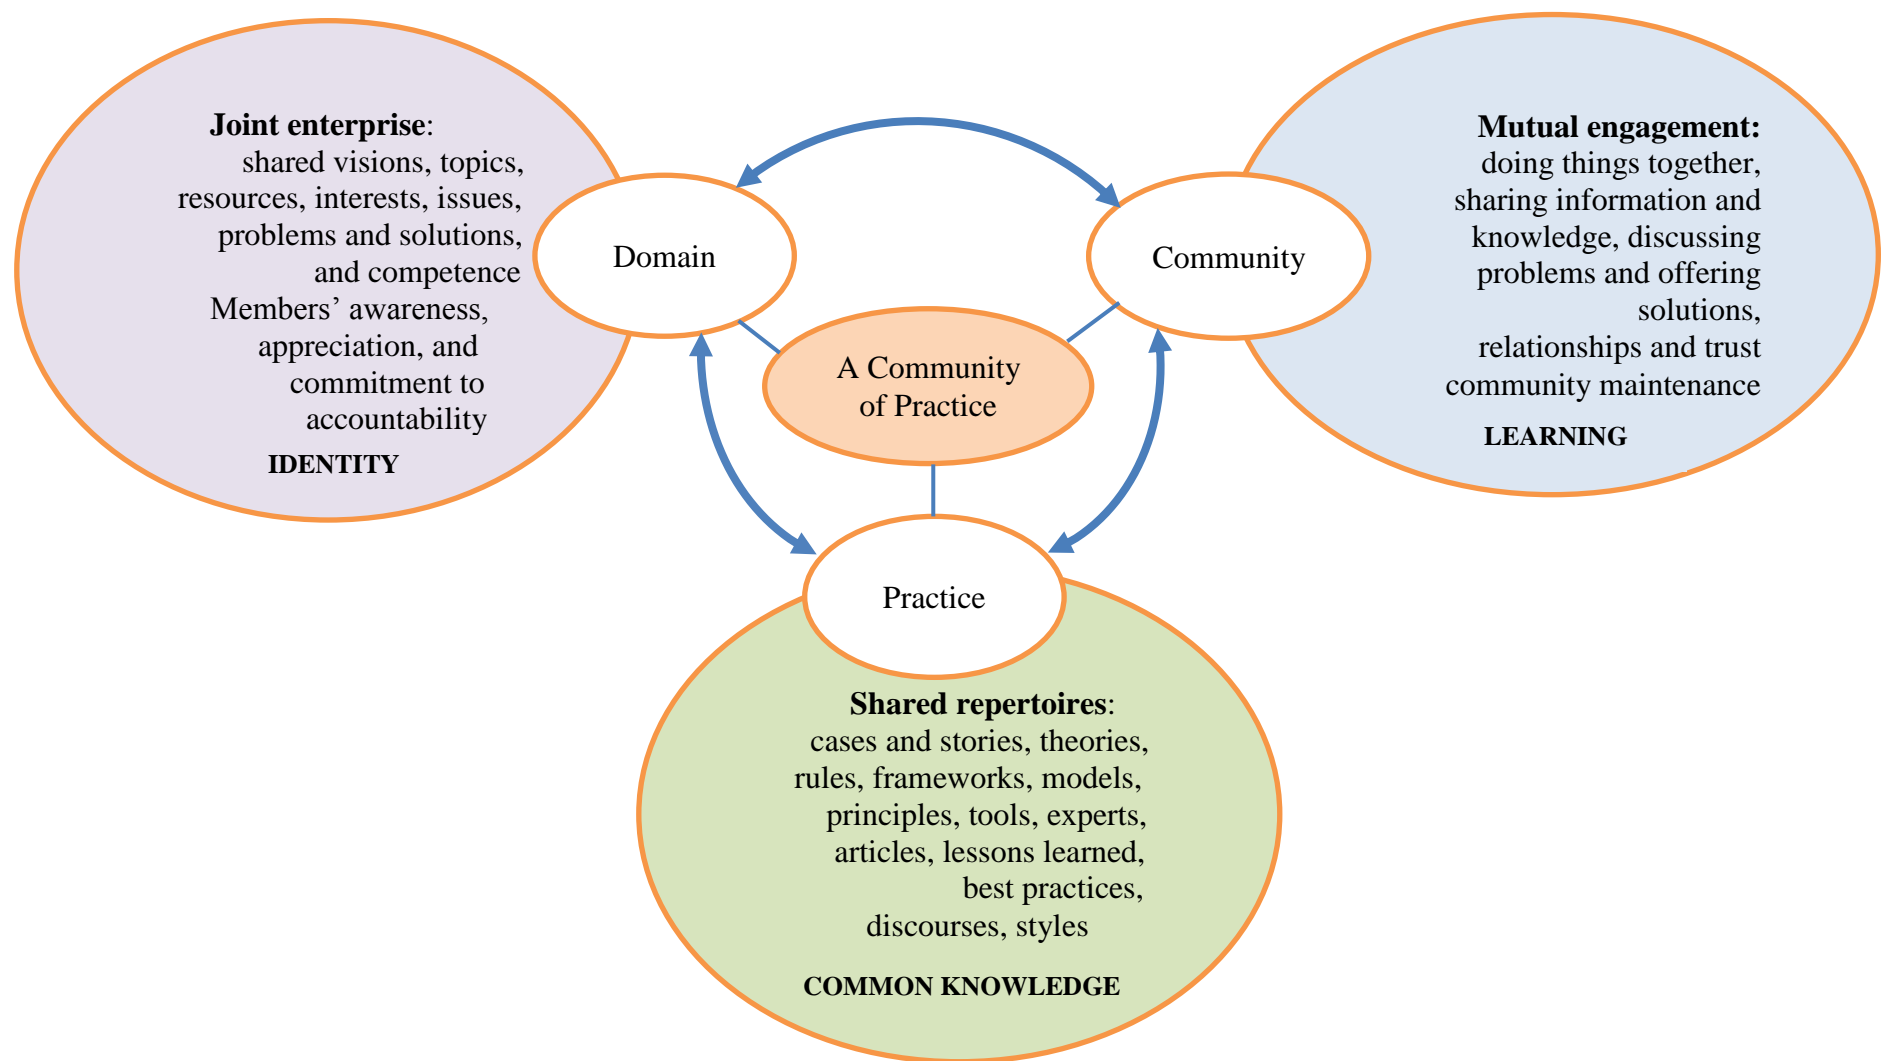 Joint enterprise:
shared visions, topics,
resources, interests, issues,
problems and solutions,
and competence
Members’ awareness,
appreciation, and
commitment to
accountability
IDENTITY
Domain
Community
Mutual engagement:
doing things together,
sharing information and
knowledge, discussing
problems and offering
solutions,
relationships and trust
community maintenance
LEARNING
A Community
of Practice
Practice
Shared repertoires:
cases and stories, theories,
rules, frameworks, models,
principles, tools, experts,
articles, lessons learned,
best practices,
discourses, styles
COMMON KNOWLEDGE